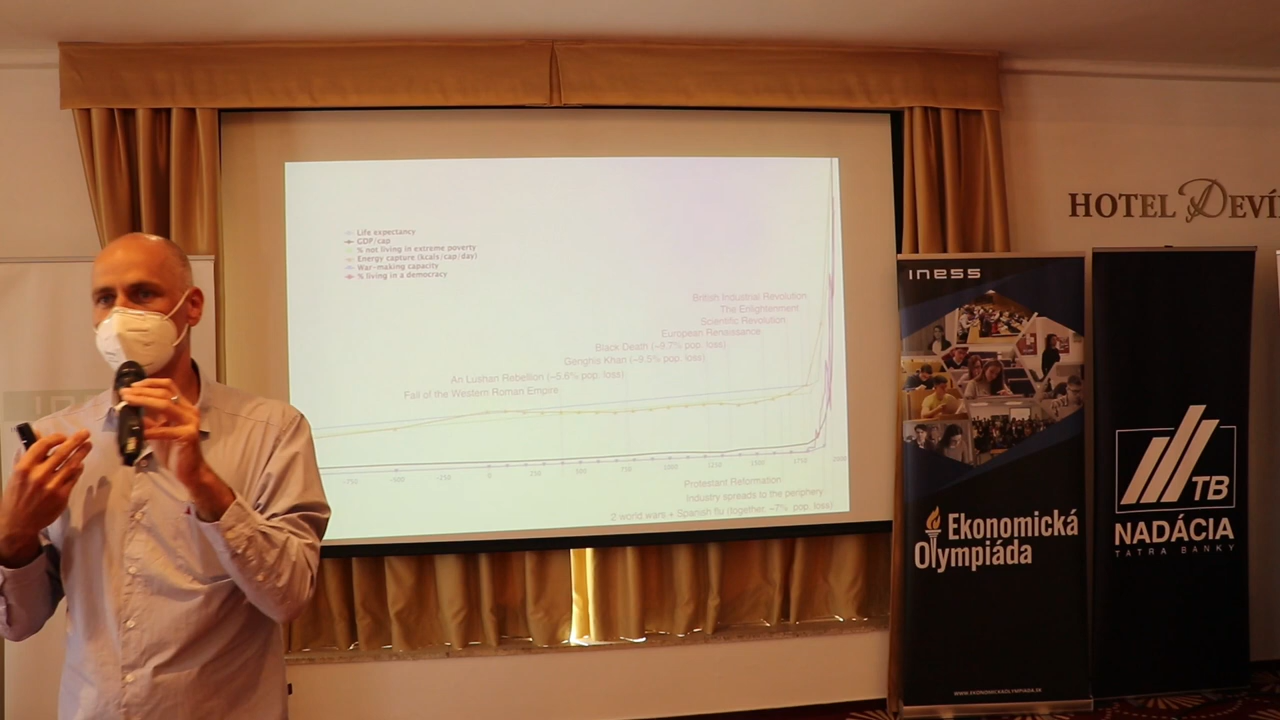 Life expectancy
GDP/cap
% not living in extreme poverty
Energy capture (kcals/cap/day)
War-making capacity
% living in a democracy
British Industrial Revolution
The Enlightenment
Scientific Revolution
European Renaissance
Black Death (~9.7% pop. loss)
Genghis Khan (~9.5% pop. loss)
An Lushan Rebellion (~5.6% pop. loss)
Fall of the Western Roman Empire
-750 -500 -250 0 250 500 750 1000 1250 1500 1750 2000
Protestant Reformation
Industry spreads to the periphery
2 world wars + Spanish flu (together, ~7% pop. loss)
HOTEL DEVÍ
INESS
Ekonomická
Olympiáda
WWW.EKONOMICKAOLYMPIADA.SK
TB
NADÁCIA
TATRA BANKY